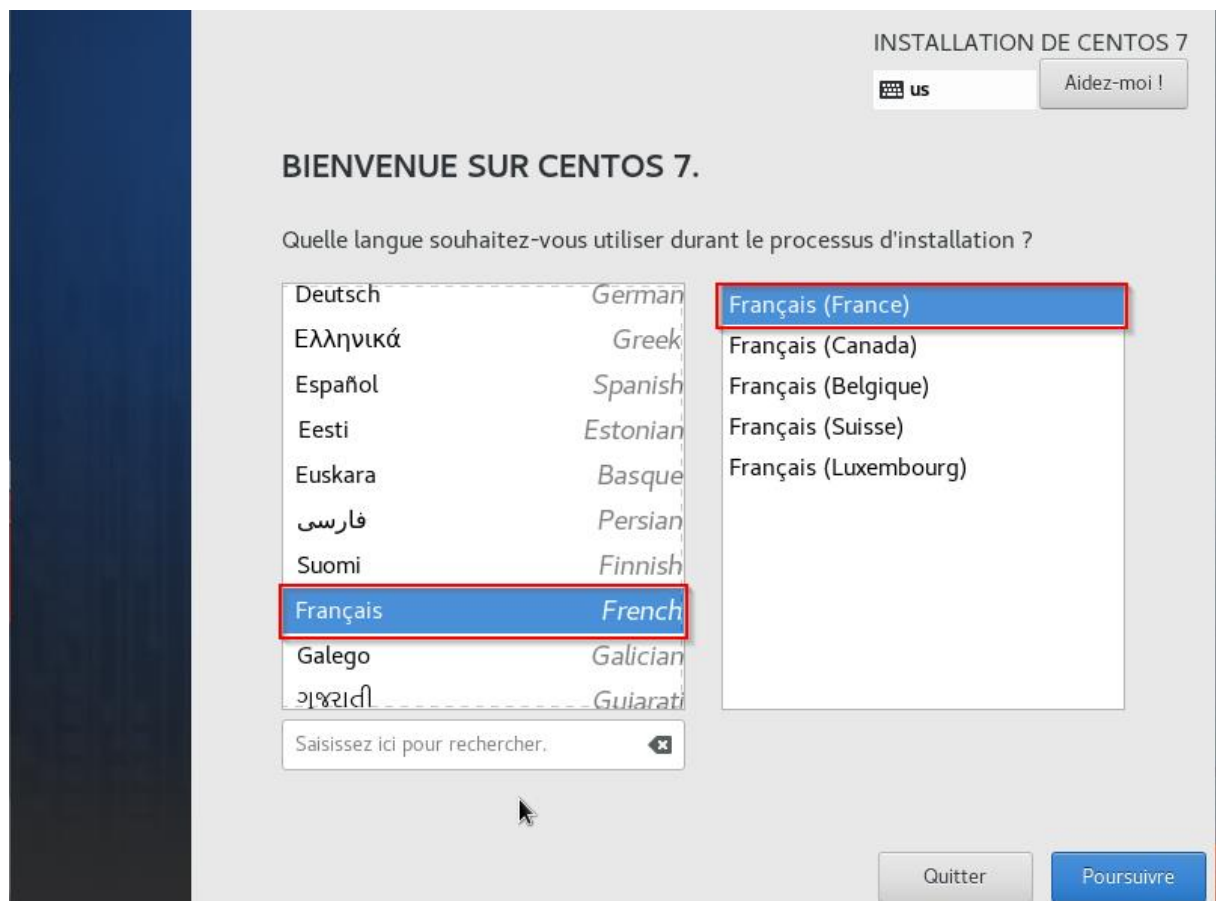 INSTALLATION DE CENTOS 7
us
Aidez-moi !
BIENVENUE SUR CENTOS 7.
Quelle langue souhaitez-vous utiliser durant le processus d'installation ?
Deutsch German
Ελληνικά Greek
Español Spanish
Eesti Estonian
Euskara Basque
فارسی Persian
Suomi Finnish
Français French
Galego Galician
ગુજરાતી Gujarati
Français (France)
Français (Canada)
Français (Belgique)
Français (Suisse)
Français (Luxembourg)
Saisissez ici pour rechercher.
Quitter
Poursuivre